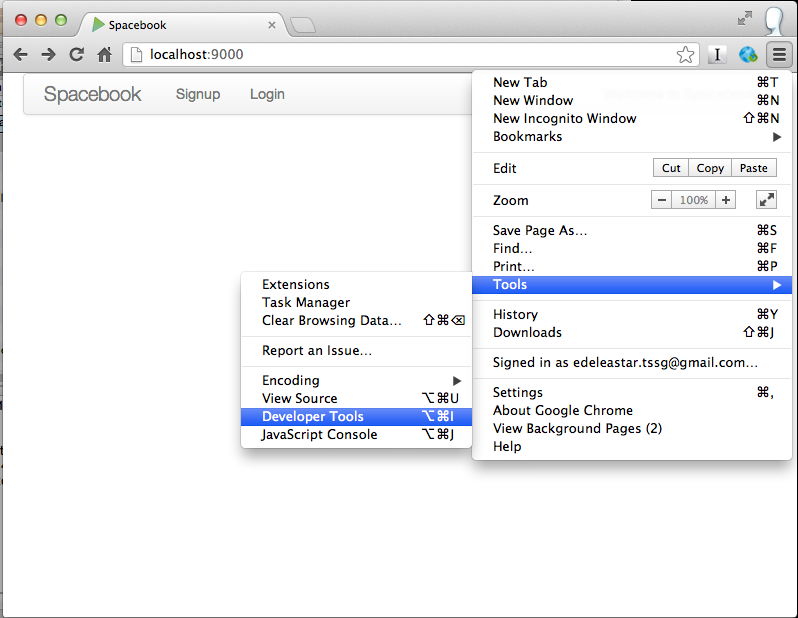 Spacebook
localhost:9000
Spacebook Signup Login
New Tab ⌘T
New Window ⌘N
New Incognito Window ⇧⌘N
Bookmarks ▶
Edit Cut Copy Paste
Zoom − 100% +
Save Page As... ⌘S
Find... ⌘F
Print... ⌘P
Tools ▶
History ⌘Y
Downloads ⇧⌘J
Signed in as edeleastar.tssg@gmail.com...
Settings ⌘,
About Google Chrome
View Background Pages (2)
Help
Extensions
Task Manager
Clear Browsing Data... ⇧⌘⌫
Report an Issue...
Encoding ▶
View Source ⌥⌘U
Developer Tools ⌥⌘I
JavaScript Console ⌥⌘J